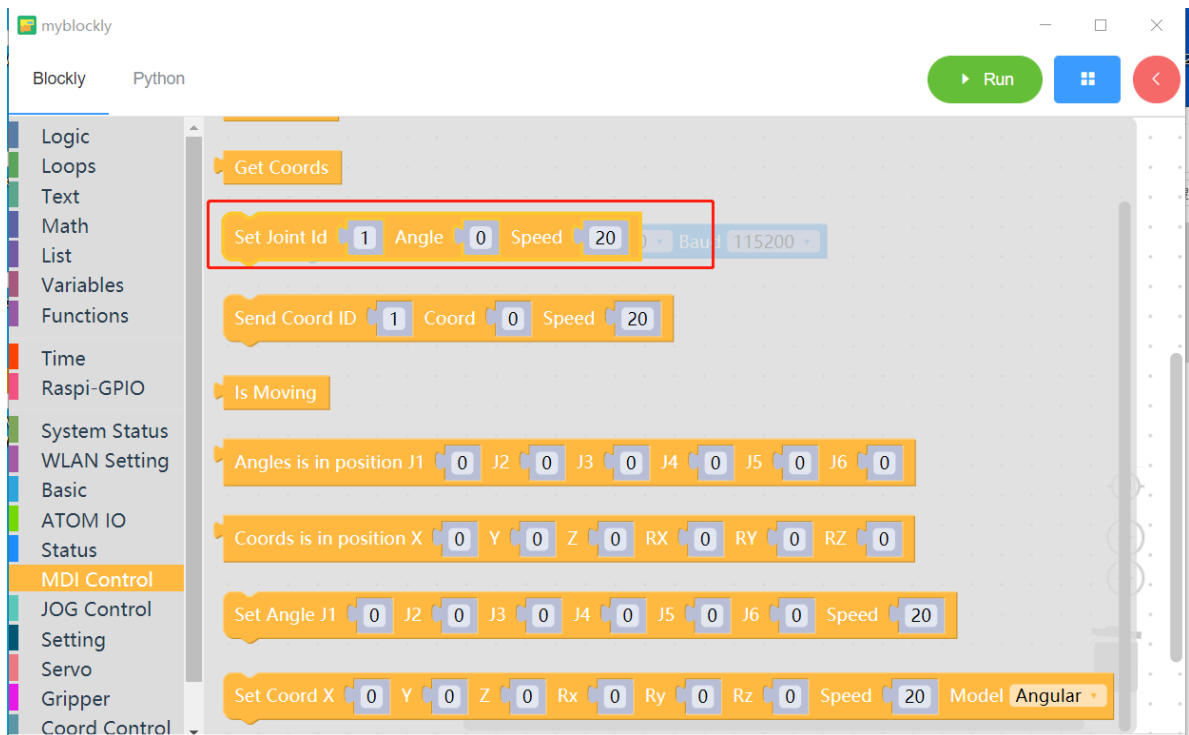 myblockly
Blockly Python Run
Logic
Loops
Text
Math
List
Variables
Functions
Time
Raspi-GPIO
System Status
WLAN Setting
Basic
ATOM IO
Status
MDI Control
JOG Control
Setting
Servo
Gripper
Coord Control
Get Coords
Set Joint Id 1 Angle 0 Speed 20
Baud 115200
Send Coord ID 1 Coord 0 Speed 20
Is Moving
Angles is in position J1 0 J2 0 J3 0 J4 0 J5 0 J6 0
Coords is in position X 0 Y 0 Z 0 RX 0 RY 0 RZ 0
Set Angle J1 0 J2 0 J3 0 J4 0 J5 0 J6 0 Speed 20
Set Coord X 0 Y 0 Z 0 Rx 0 Ry 0 Rz 0 Speed 20 Model Angular